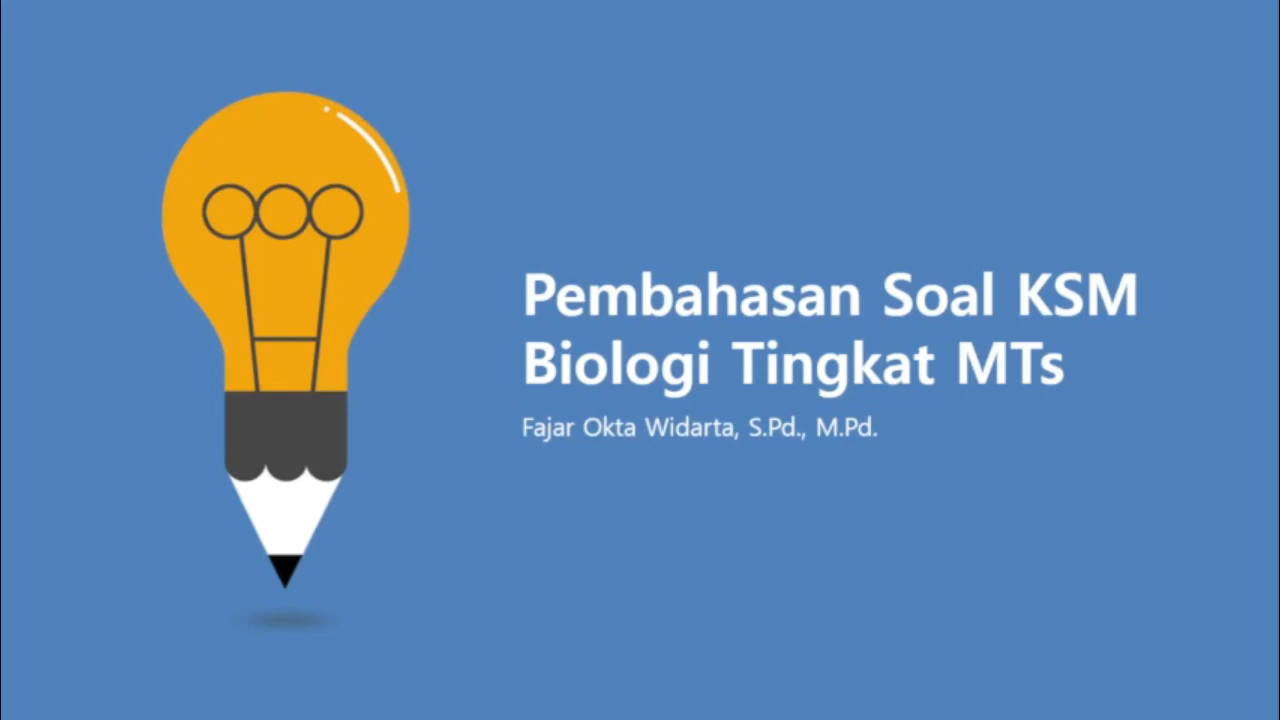 Pembahasan Soal KSM
Biologi Tingkat MTs
Fajar Okta Widarta, S.Pd., M.Pd.